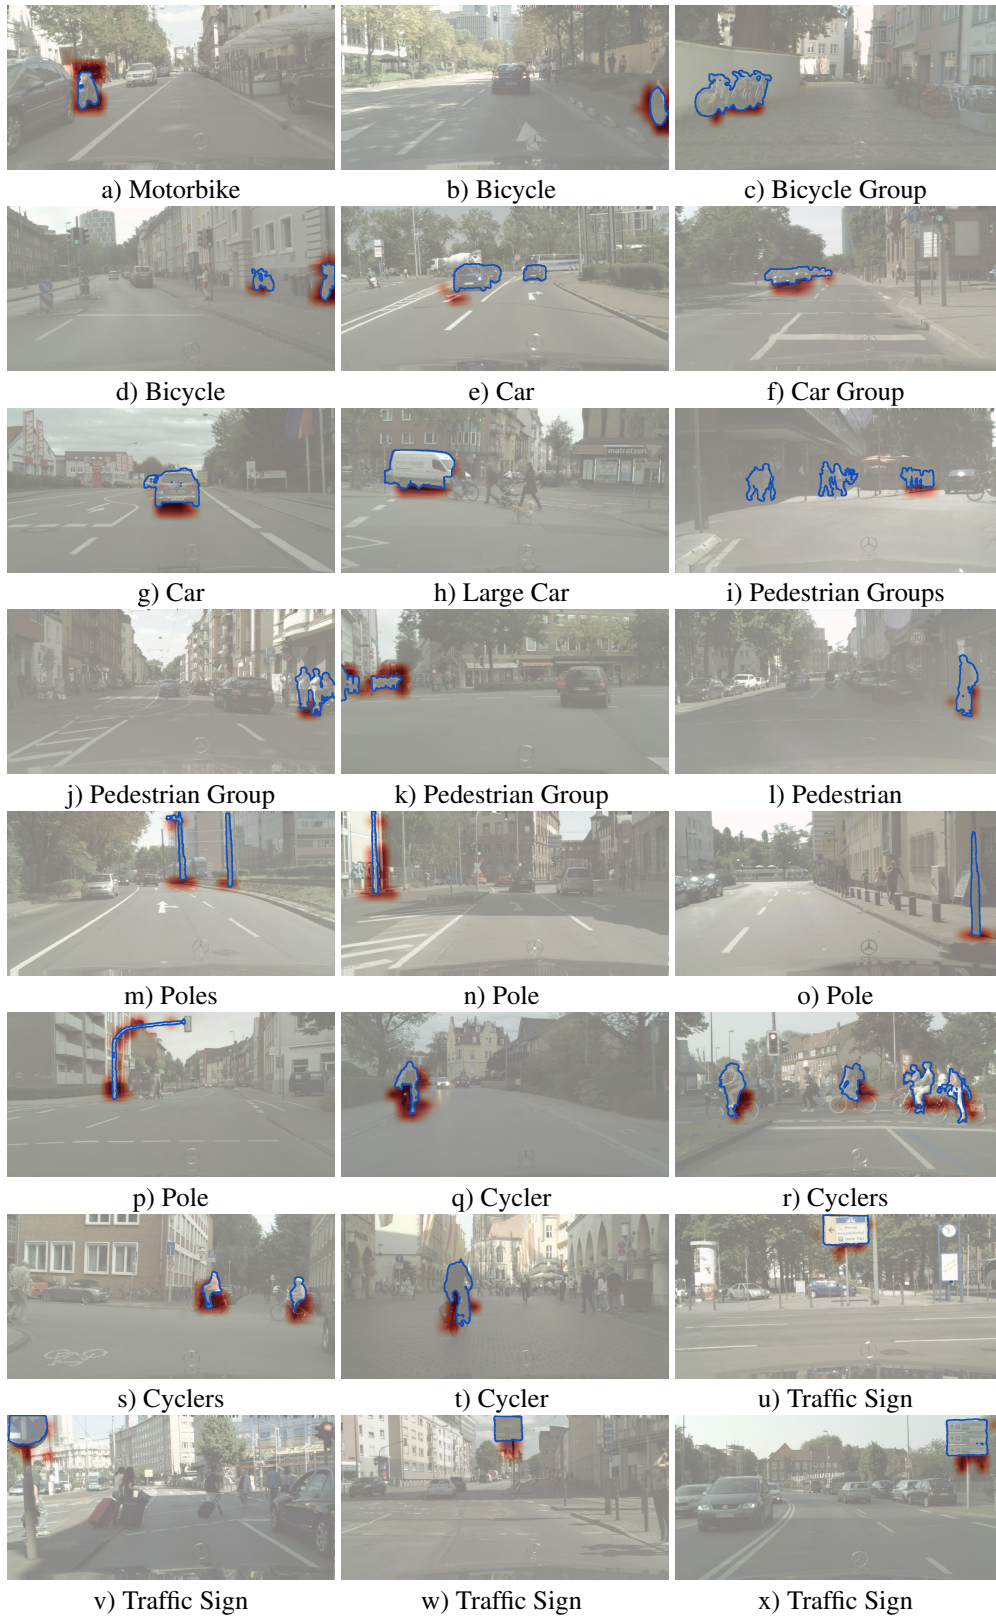 a) Motorbike
b) Bicycle
c) Bicycle Group
d) Bicycle
e) Car
f) Car Group
g) Car
matratzen
h) Large Car
i) Pedestrian Groups
j) Pedestrian Group
k) Pedestrian Group
l) Pedestrian
m) Poles
n) Pole
o) Pole
p) Pole
q) Cycler
r) Cyclers
s) Cyclers
t) Cycler
u) Traffic Sign
v) Traffic Sign
w) Traffic Sign
x) Traffic Sign